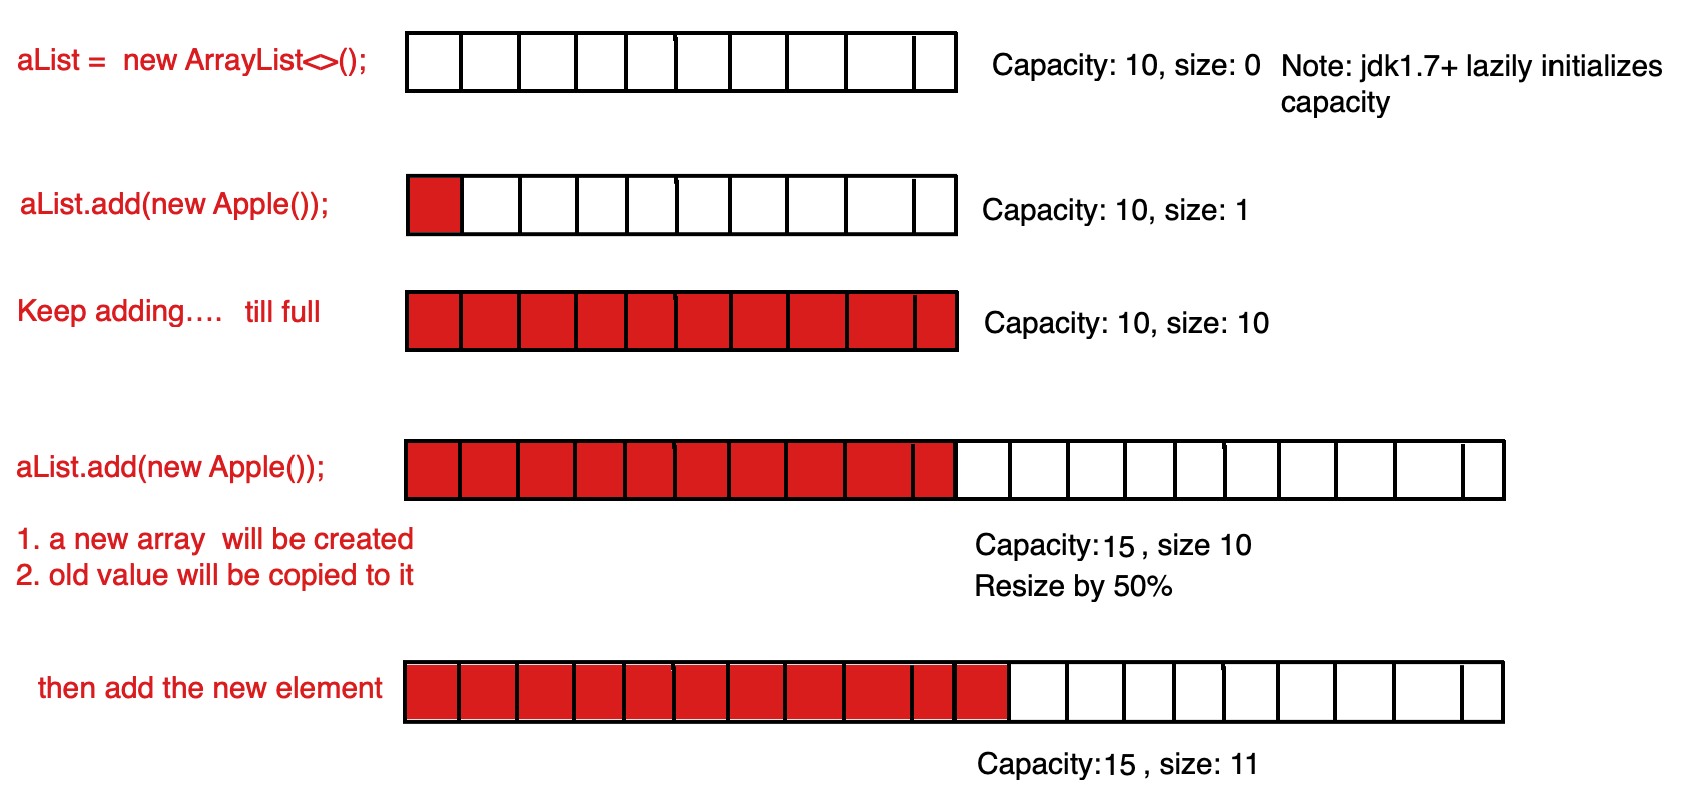 aList = new ArrayList<>();
Capacity: 10, size: 0 Note: jdk1.7+ lazily initializes
capacity
aList.add(new Apple());
Capacity: 10, size: 1
Keep adding.... till full
Capacity: 10, size: 10
aList.add(new Apple());
1. a new array will be created
2. old value will be copied to it
Capacity:15 , size 10
Resize by 50%
then add the new element
Capacity:15 , size: 11